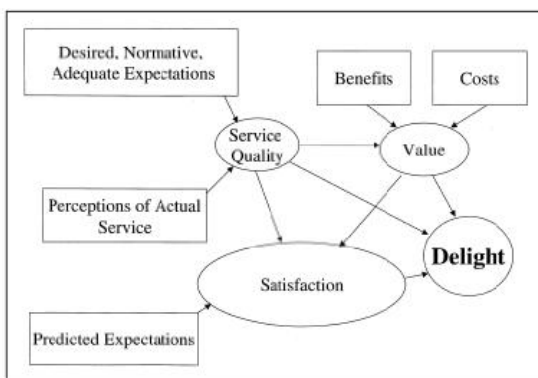 Desired, Normative,
Adequate Expectations
Benefits
Costs
Service
Quality
Value
Perceptions of Actual
Service
Delight
Satisfaction
Predicted Expectations